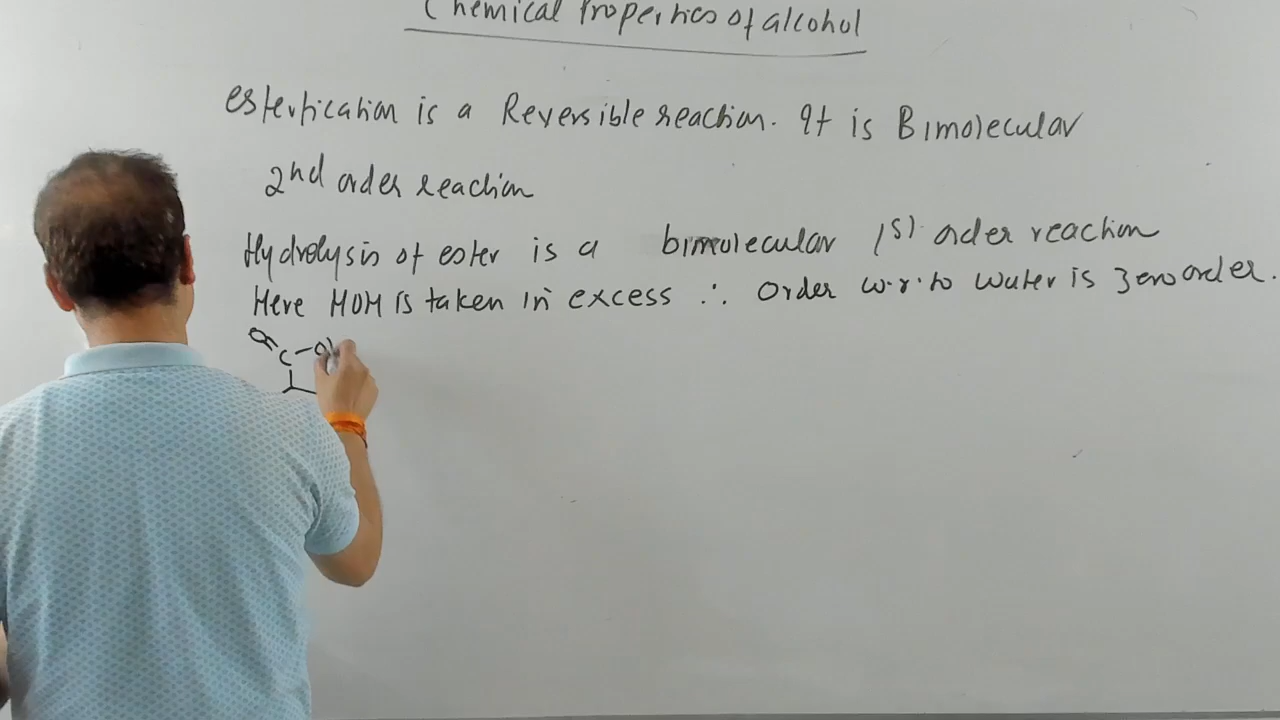 Chemical Properties of alcohol
esterfication is a Reversible reaction. It is Bimolecular
2nd order reaction
Hydrolysis of ester is a bimolecular 1st order reaction
Here HOH is taken in excess ∴ Order w.r.to water is zero order.
O C - O